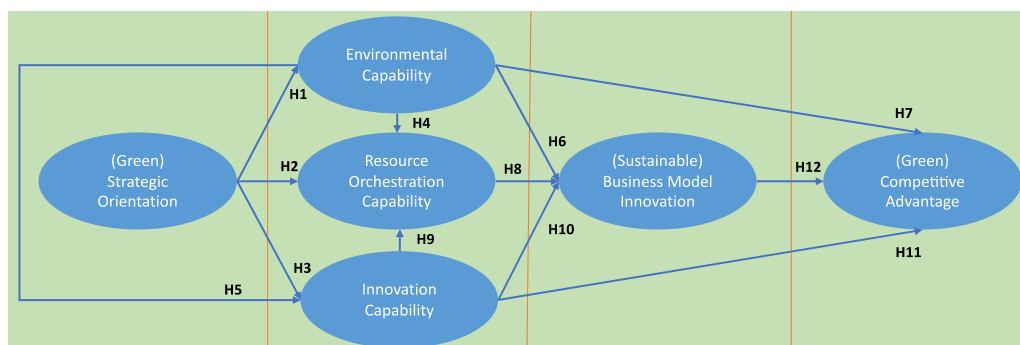 Environmental
Capability
H1
H4
H7
H6
(Green)
Strategic
Orientation
H2
Resource
Orchestration
Capability
H8
(Sustainable)
Business Model
Innovation
H12
(Green)
Competitive
Advantage
H9
H10
H11
H3
H5
Innovation
Capability